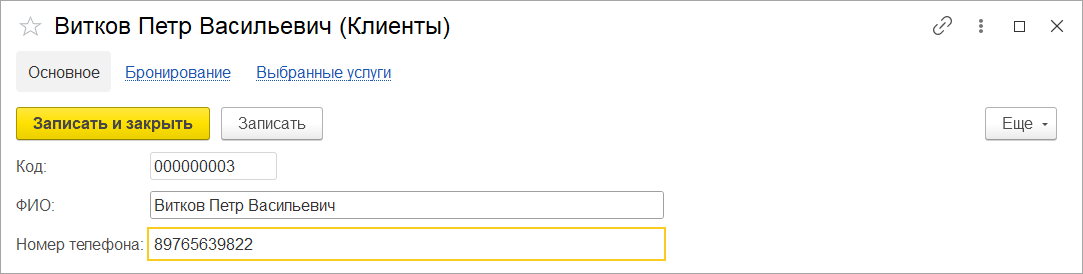 Витков Петр Васильевич (Клиенты)
Основное Бронирование Выбранные услуги
Записать и закрыть Записать Еще
Код: 000000003
ФИО: Витков Петр Васильевич
Номер телефона: 89765639822